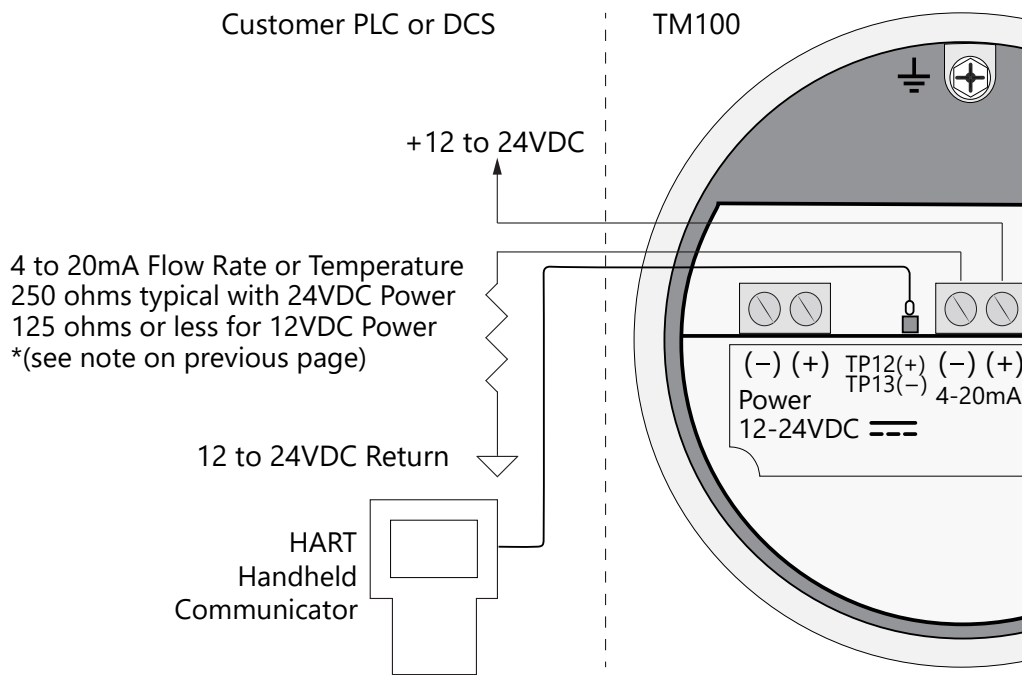 Customer PLC or DCS
TM100
+12 to 24VDC
4 to 20mA Flow Rate or Temperature
250 ohms typical with 24VDC Power
125 ohms or less for 12VDC Power
*(see note on previous page)
12 to 24VDC Return
HART
Handheld
Communicator
(−) (+)
Power
12-24VDC
TP12(+)
TP13(−)
(−) (+)
4-20mA